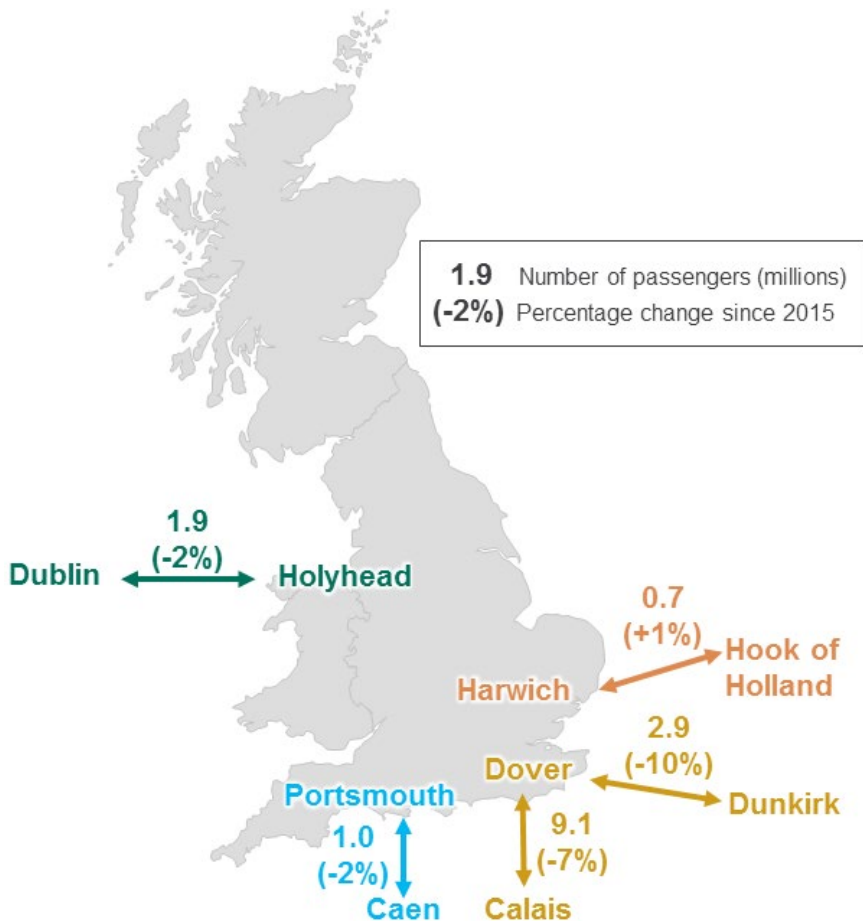 1.9 Number of passengers (millions)
(-2%) Percentage change since 2015
1.9
(-2%)
Dublin
Holyhead
0.7
(+1%)
Hook of
Holland
Harwich
2.9
(-10%)
Dover
Dunkirk
Portsmouth
1.0
(-2%)
Caen
9.1
(-7%)
Calais